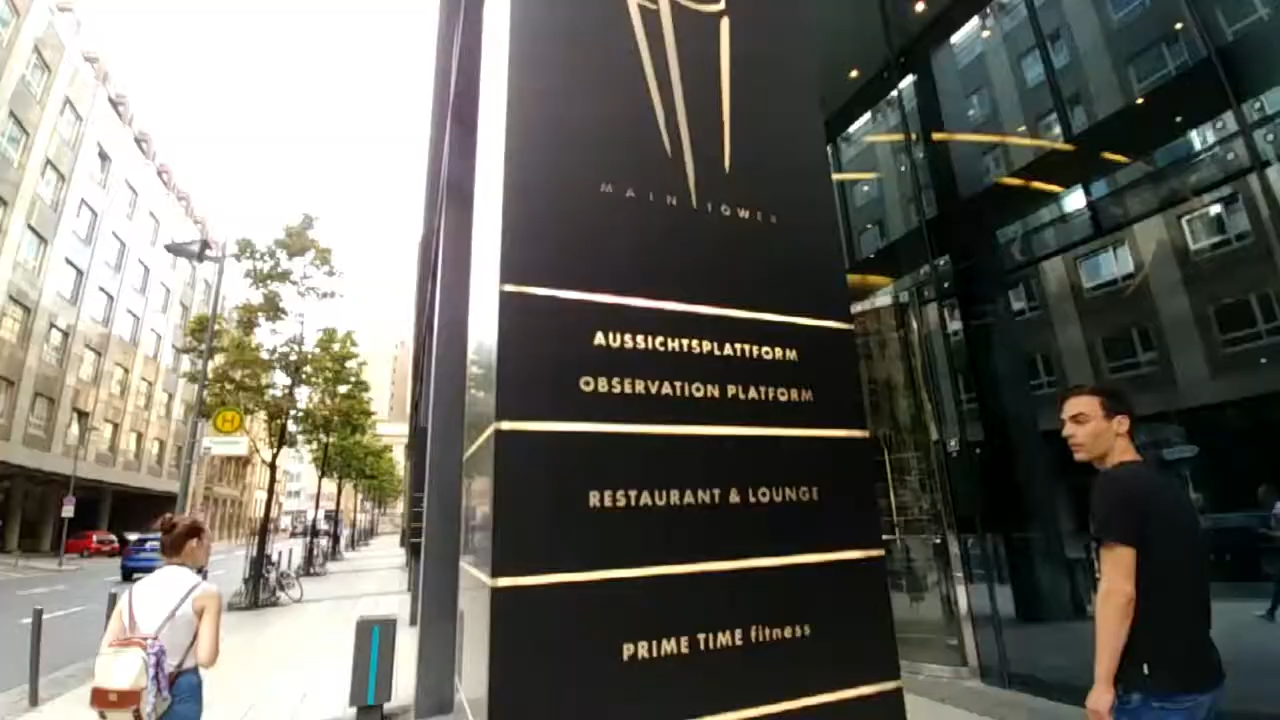 MAIN TOWER
AUSSICHTSPLATTFORM
OBSERVATION PLATFORM
RESTAURANT & LOUNGE
PRIME TIME fitness
H